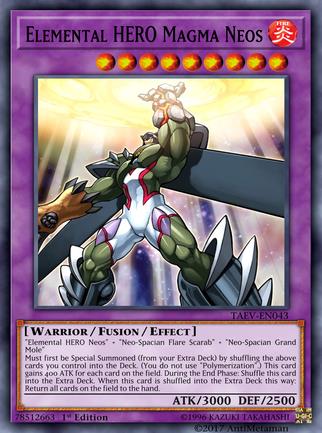 Elemental HERO Magma Neos
FIRE
炎
TAEV-EN043
[Warrior / Fusion / Effect]
"Elemental HERO Neos" + "Neo-Spacian Flare Scarab" + "Neo-Spacian Grand
Mole"
Must first be Special Summoned (from your Extra Deck) by shuffling the above
cards you control into the Deck. (You do not use "Polymerization".) This card
gains 400 ATK for each card on the field. During the End Phase: Shuffle this card
into the Extra Deck. When this card is shuffled into the Extra Deck this way:
Return all cards on the field to the hand.
ATK/3000 DEF/2500
78512663 1st Edition ©1996 KAZUKI TAKAHASHI
©2017 AntiMetaman